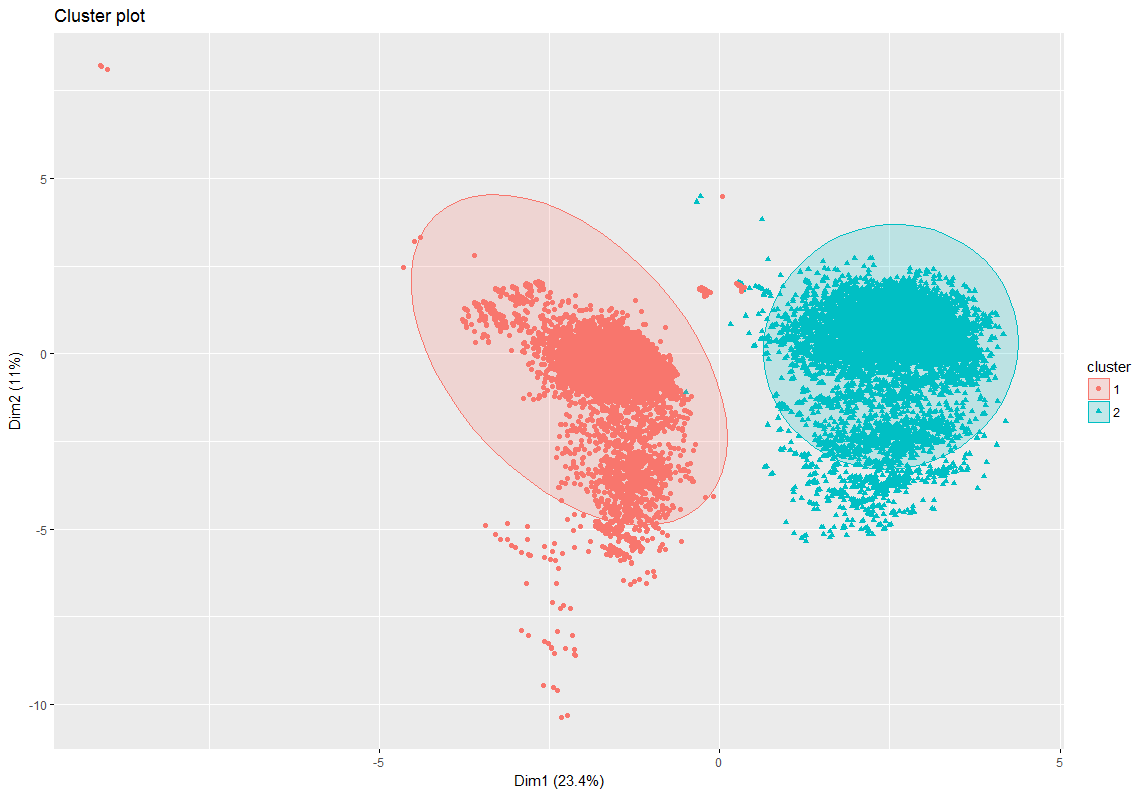 Cluster plot
5
0
-5
-10
Dim2 (11%)
-5
0
5
Dim1 (23.4%)
cluster
1
2